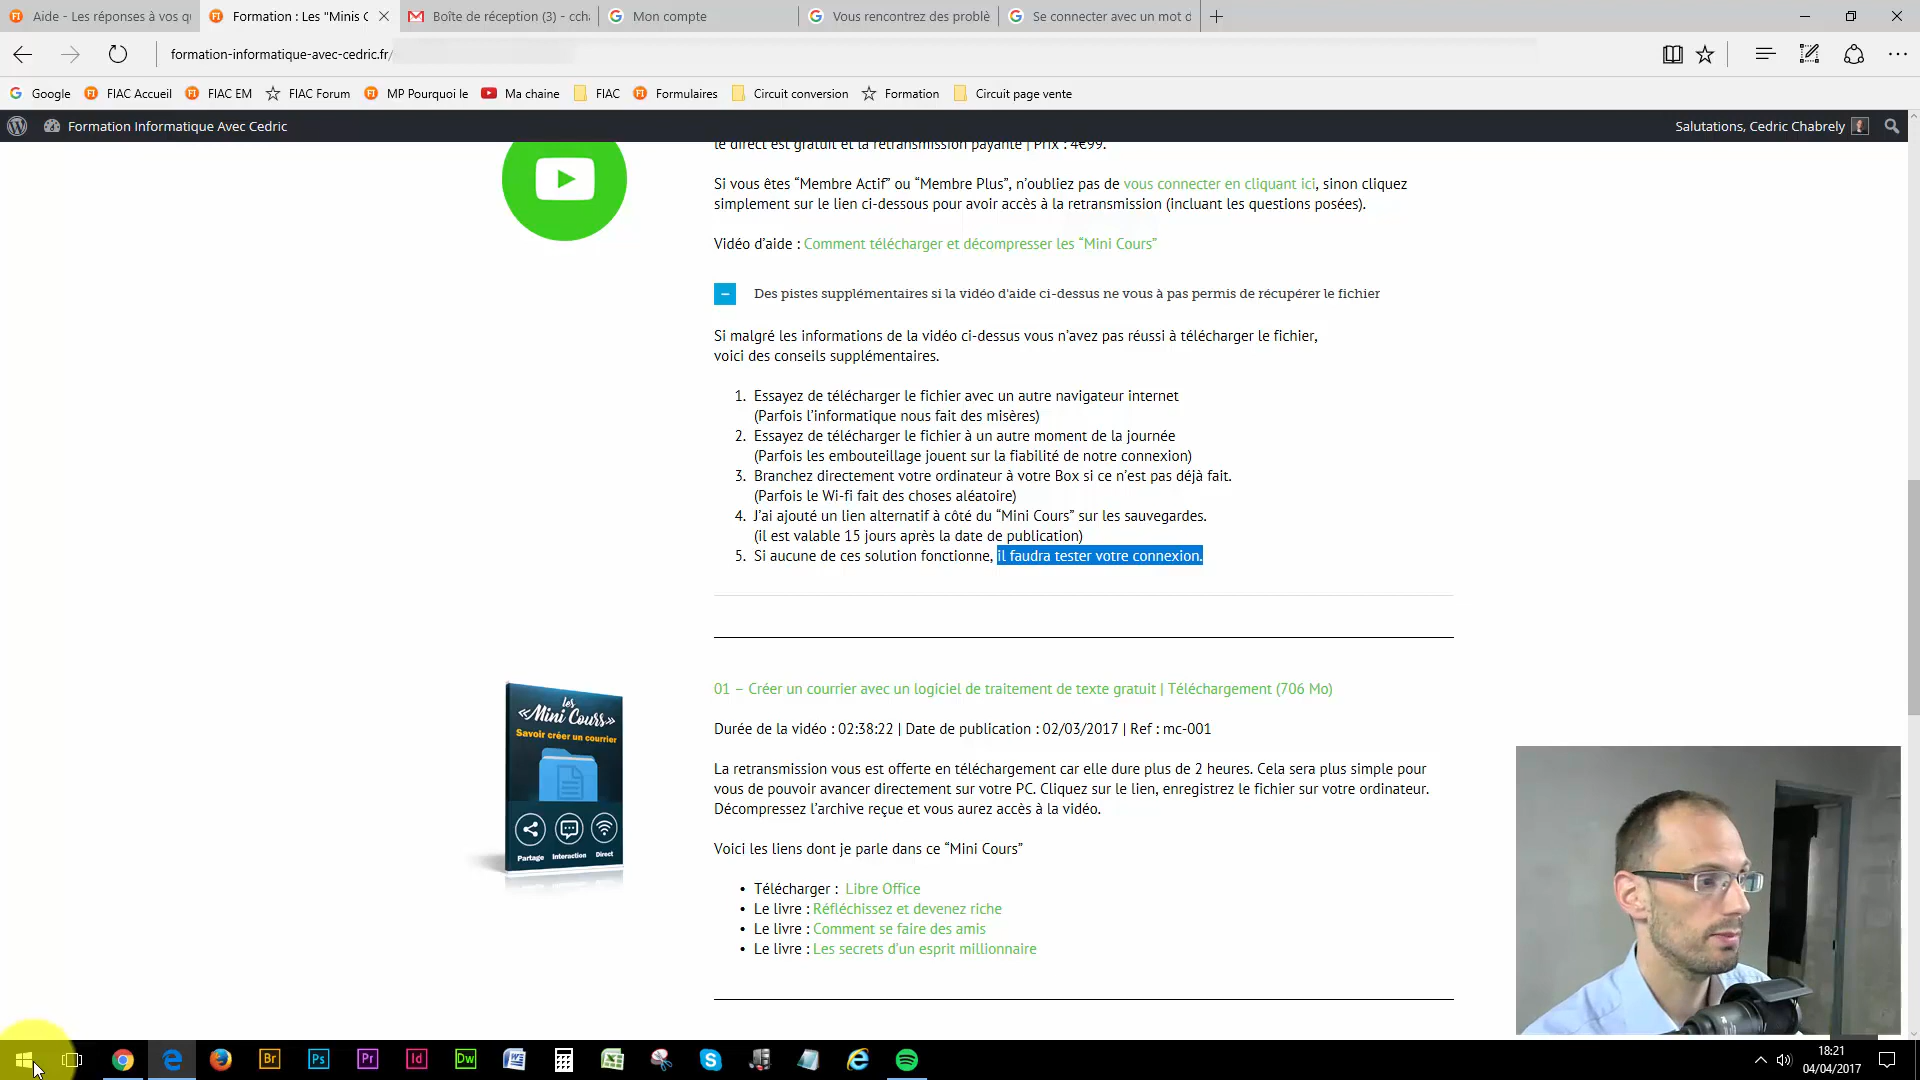 Aide - Les réponses à vos qu
Formation : Les "Minis C
Boîte de réception (3) - ccha
Mon compte
Vous rencontrez des problè
Se connecter avec un mot d
formation-informatique-avec-cedric.fr/
Google
FIAC Accueil
FIAC EM
FIAC Forum
MP Pourquoi le
Ma chaine
FIAC
Formulaires
Circuit conversion
Formation
Circuit page vente
Formation Informatique Avec Cedric
Salutations, Cedric Chabrely
le direct est gratuit et la retransmission payante | Prix : 4€99.
Si vous êtes “Membre Actif” ou “Membre Plus”, n’oubliez pas de vous connecter en cliquant ici, sinon cliquez
simplement sur le lien ci-dessous pour avoir accès à la retransmission (incluant les questions posées).
Vidéo d’aide : Comment télécharger et décompresser les “Mini Cours”
Des pistes supplémentaires si la vidéo d'aide ci-dessus ne vous à pas permis de récupérer le fichier
Si malgré les informations de la vidéo ci-dessus vous n’avez pas réussi à télécharger le fichier,
voici des conseils supplémentaires.
1. Essayez de télécharger le fichier avec un autre navigateur internet
(Parfois l’informatique nous fait des misères)
2. Essayez de télécharger le fichier à un autre moment de la journée
(Parfois les embouteillage jouent sur la fiabilité de notre connexion)
3. Branchez directement votre ordinateur à votre Box si ce n’est pas déjà fait.
(Parfois le Wi-fi fait des choses aléatoire)
4. J’ai ajouté un lien alternatif à côté du “Mini Cours” sur les sauvegardes.
(il est valable 15 jours après la date de publication)
5. Si aucune de ces solution fonctionne, il faudra tester votre connexion.
Les
«Mini Cours»
Savoir créer un courrier
Partage
Interaction
Direct
01 – Créer un courrier avec un logiciel de traitement de texte gratuit | Téléchargement (706 Mo)
Durée de la vidéo : 02:38:22 | Date de publication : 02/03/2017 | Ref : mc-001
La retransmission vous est offerte en téléchargement car elle dure plus de 2 heures. Cela sera plus simple pour
vous de pouvoir avancer directement sur votre PC. Cliquez sur le lien, enregistrez le fichier sur votre ordinateur.
Décompressez l’archive reçue et vous aurez accès à la vidéo.
Voici les liens dont je parle dans ce “Mini Cours”
• Télécharger : Libre Office
• Le livre : Réfléchissez et devenez riche
• Le livre : Comment se faire des amis
• Le livre : Les secrets d’un esprit millionnaire
Br
Ps
Pr
Id
Dw
18:21
04/04/2017